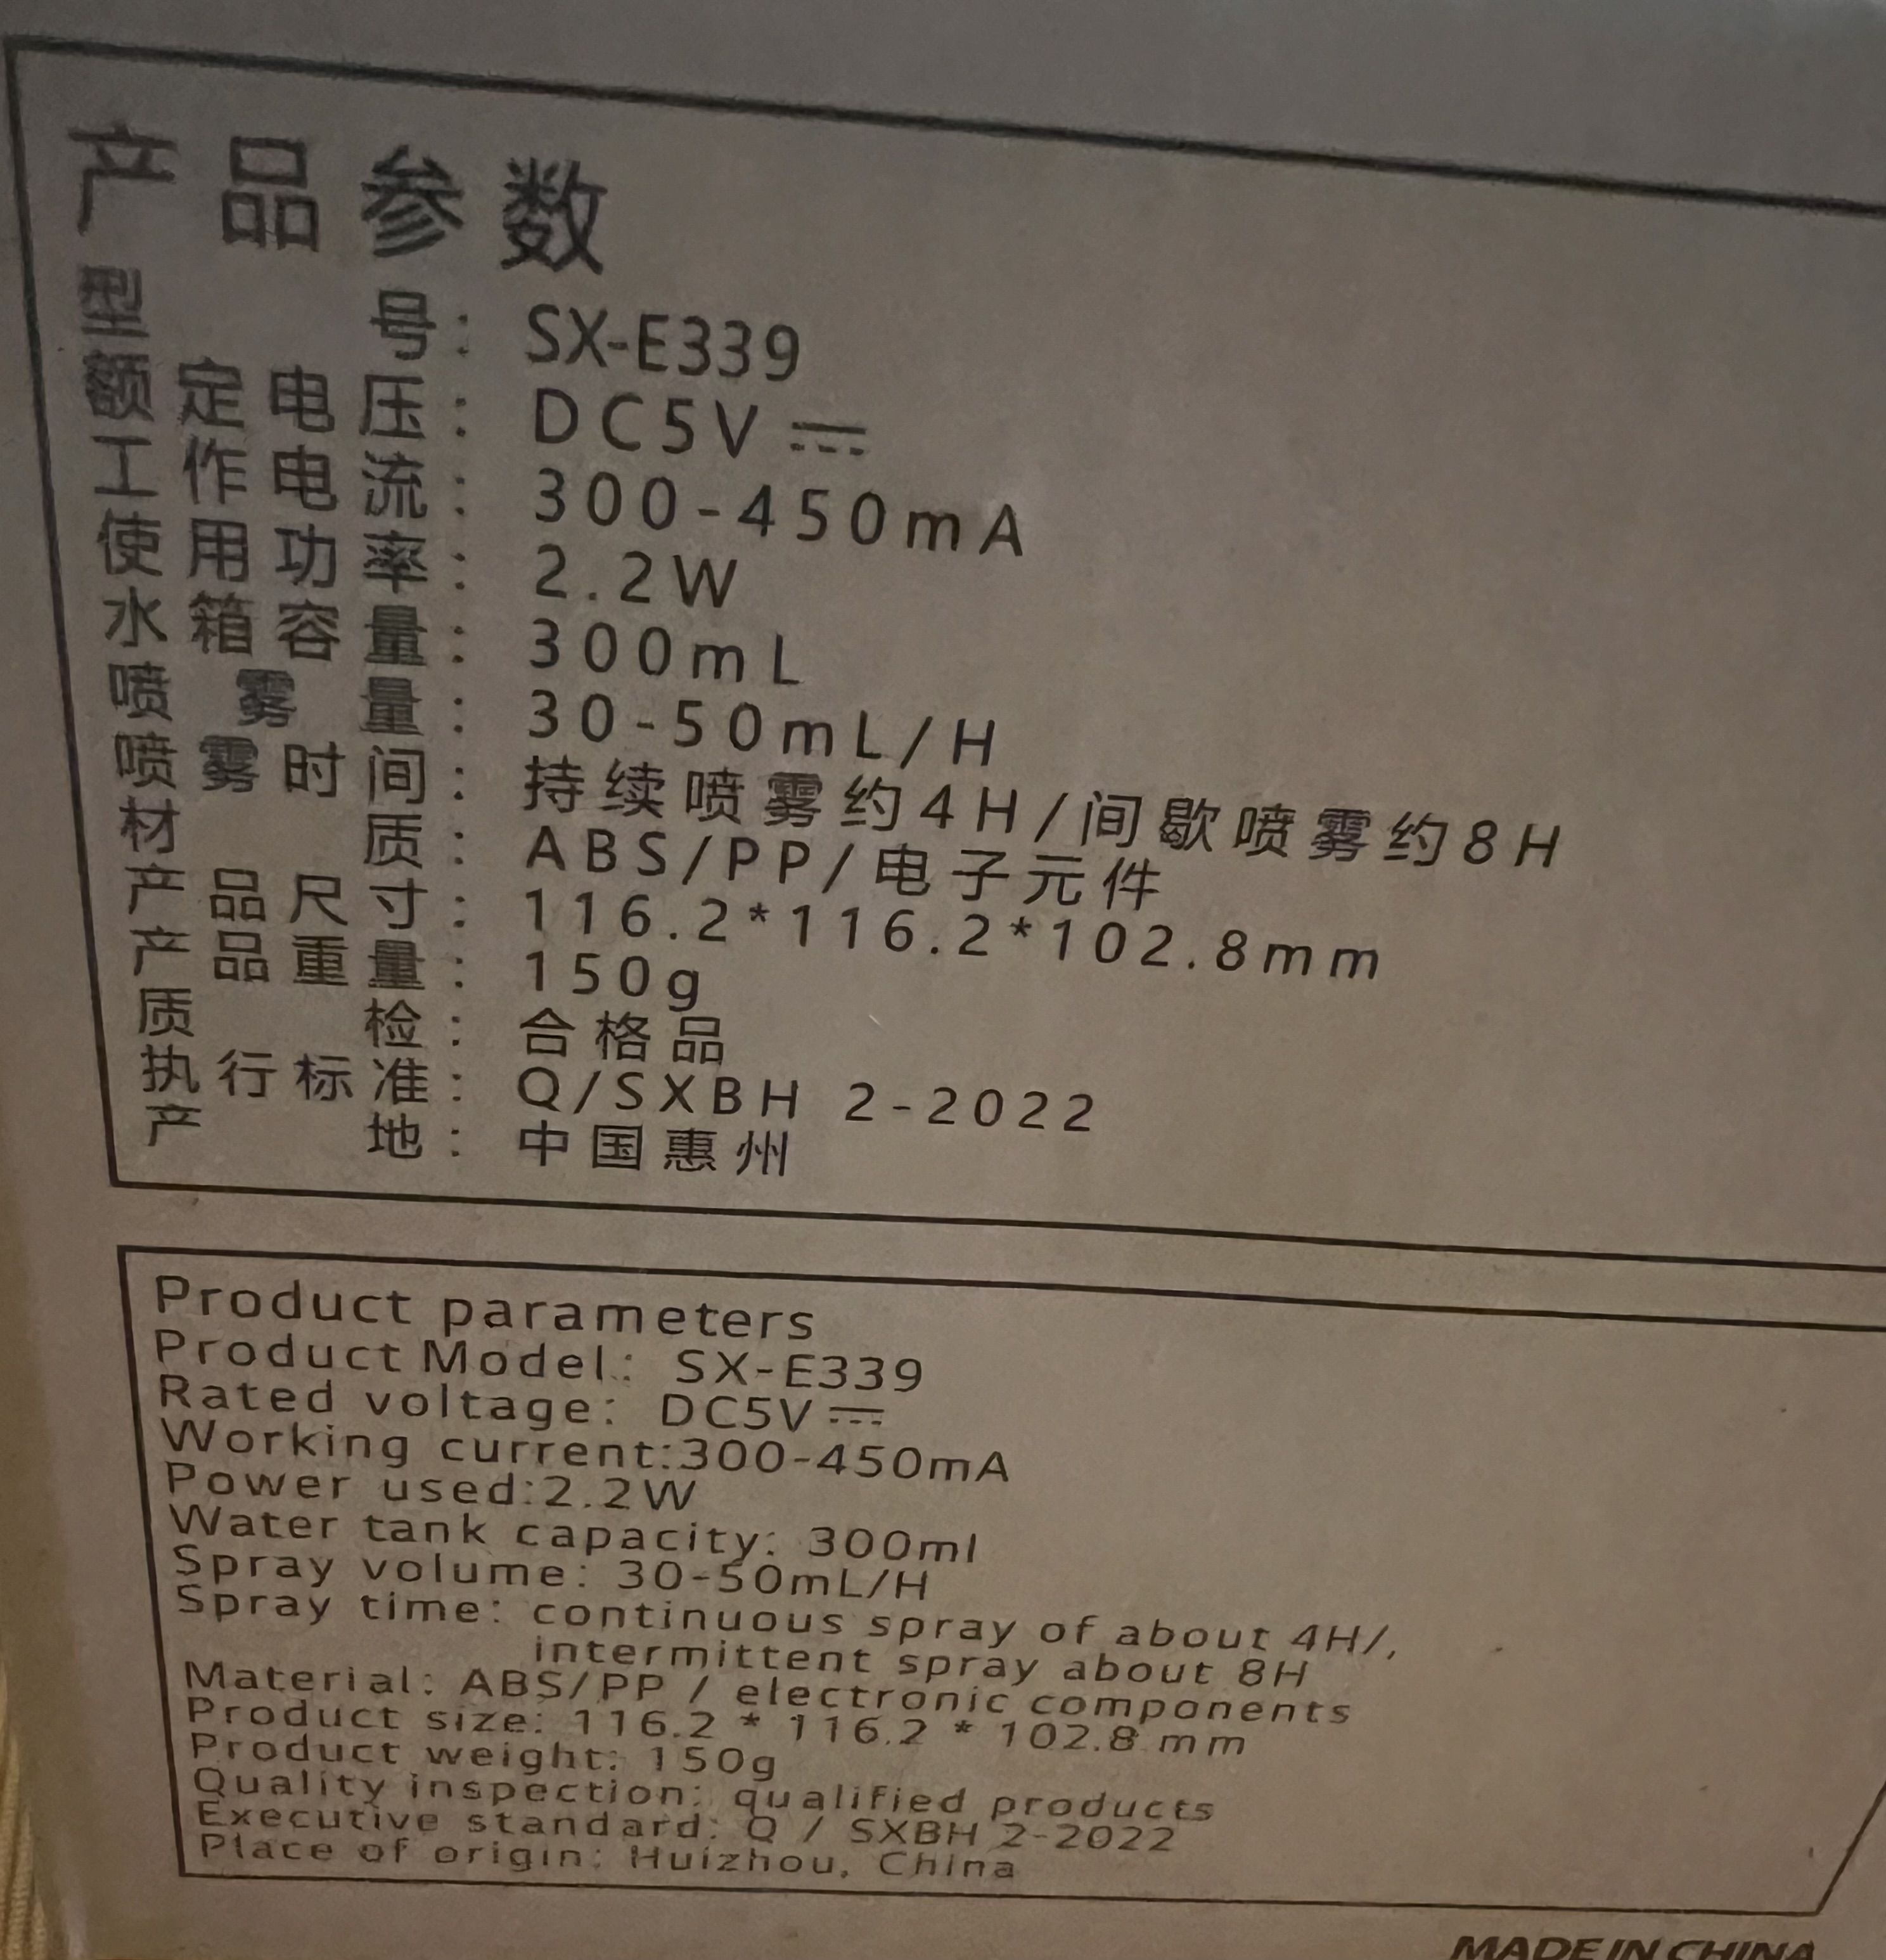 产品参数
型号：SX-E339
额定电压：DC5V ⎓
工作电流：300-450mA
使用功率：2.2W
水箱容量：300mL
喷雾量：30-50mL/H
喷雾时间：持续喷雾约4H/间歇喷雾约8H
材质：ABS/PP/电子元件
产品尺寸：116.2*116.2*102.8mm
产品重量：150g
质检：合格品
执行标准：Q/SXBH 2-2022
产地：中国惠州
Product parameters
Product Model: SX-E339
Rated voltage: DC5V ⎓
Working current:300-450mA
Power used:2.2W
Water tank capacity: 300ml
Spray volume: 30-50mL/H
Spray time: continuous spray of about 4H/,
intermittent spray about 8H
Material: ABS/PP / electronic components
Product size: 116.2 * 116.2 * 102.8 mm
Product weight: 150g
Quality inspection: qualified products
Executive standard: Q / SXBH 2-2022
Place of origin: Huizhou, China
MADE IN CHINA